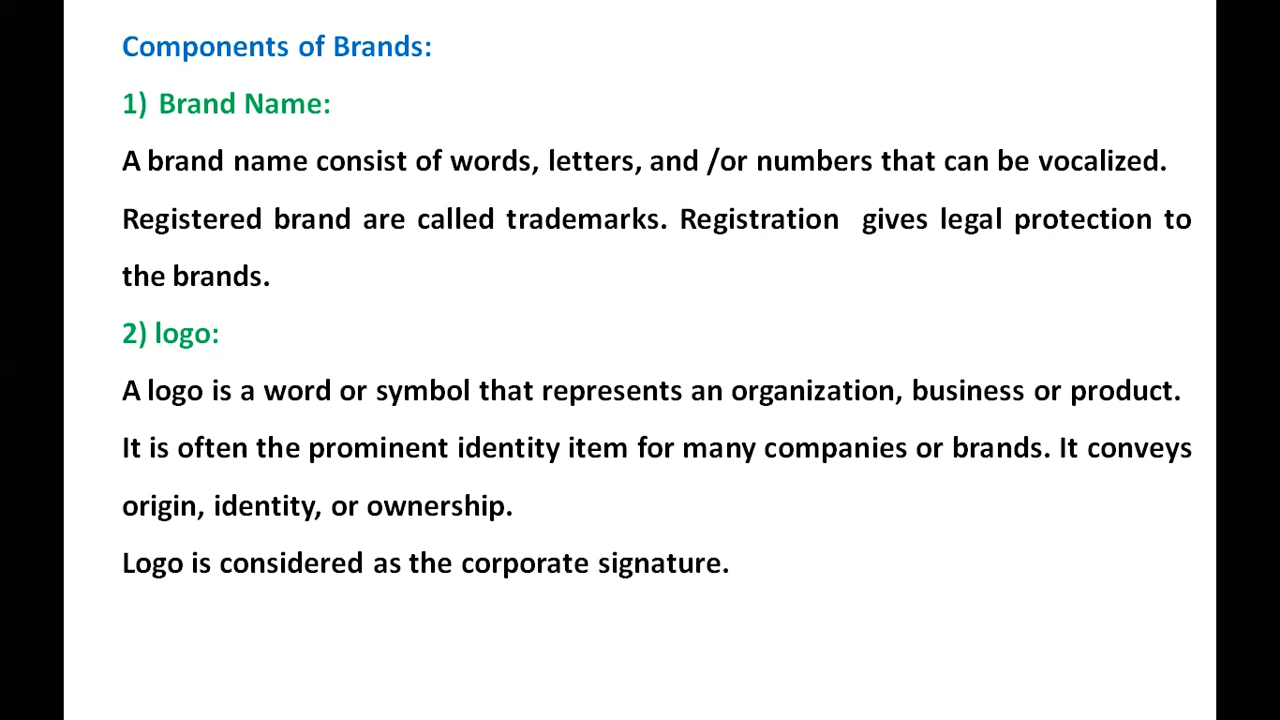 Components of Brands:
1) Brand Name:
A brand name consist of words, letters, and /or numbers that can be vocalized.
Registered brand are called trademarks. Registration gives legal protection to
the brands.
2) logo:
A logo is a word or symbol that represents an organization, business or product.
It is often the prominent identity item for many companies or brands. It conveys
origin, identity, or ownership.
Logo is considered as the corporate signature.